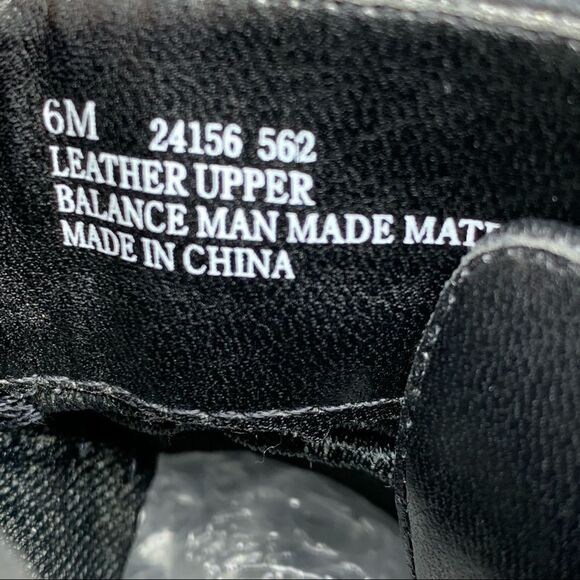 6M 24156 562
LEATHER UPPER
BALANCE MAN MADE
MADE IN CHINA